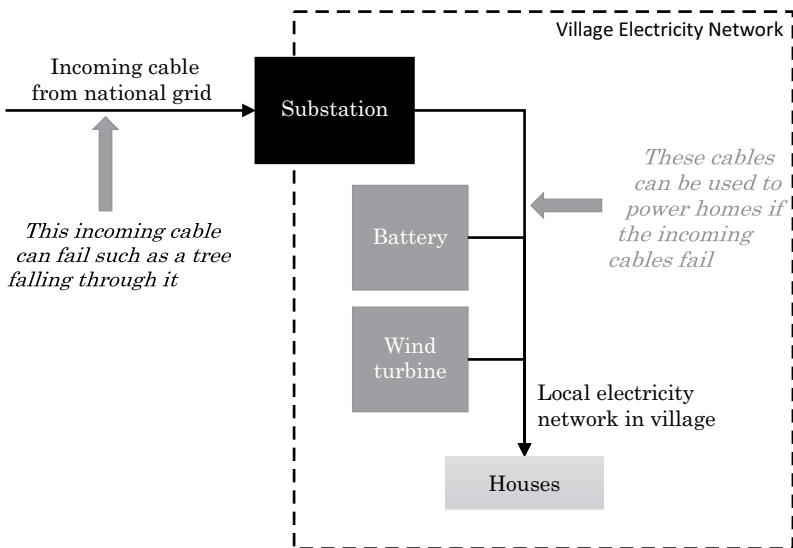 Village Electricity Network
Incoming cable
from national grid
Substation
This incoming cable
can fail such as a tree
falling through it
These cables
can be used to
power homes if
the incoming
cables fail
Battery
Wind
turbine
Local electricity
network in village
Houses